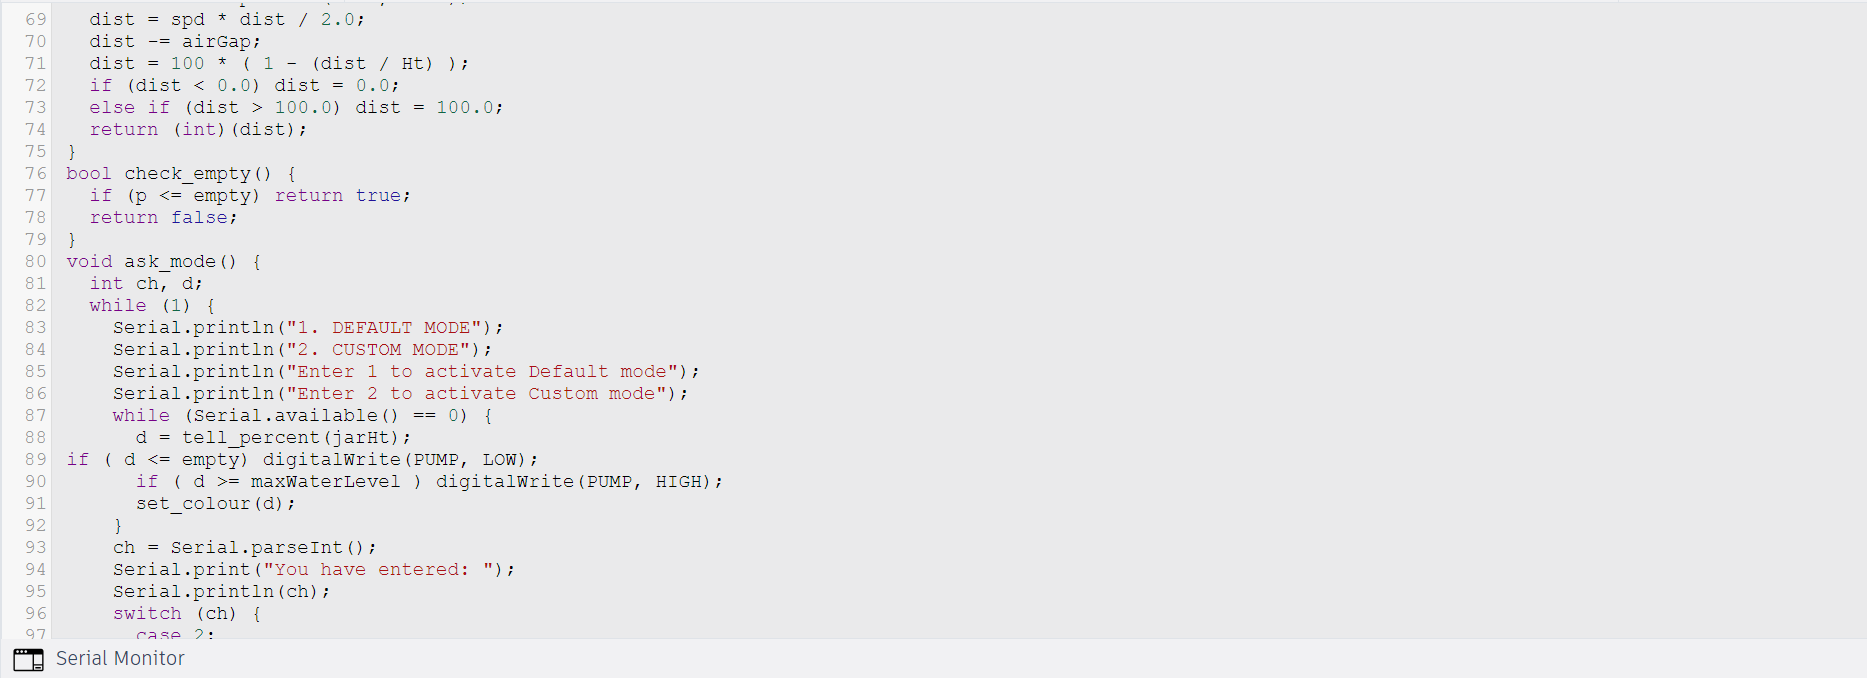 69 dist = spd * dist / 2.0;
70 dist -= airGap;
71 dist = 100 * ( 1 - (dist / Ht) );
72 if (dist < 0.0) dist = 0.0;
73 else if (dist > 100.0) dist = 100.0;
74 return (int)(dist);
75 }
76 bool check_empty() {
77 if (p <= empty) return true;
78 return false;
79 }
80 void ask_mode() {
81 int ch, d;
82 while (1) {
83 Serial.println("1. DEFAULT MODE");
84 Serial.println("2. CUSTOM MODE");
85 Serial.println("Enter 1 to activate Default mode");
86 Serial.println("Enter 2 to activate Custom mode");
87 while (Serial.available() == 0) {
88 d = tell_percent(jarHt);
89 if ( d <= empty) digitalWrite(PUMP, LOW);
90 if ( d >= maxWaterLevel ) digitalWrite(PUMP, HIGH);
91 set_colour(d);
92 }
93 ch = Serial.parseInt();
94 Serial.print("You have entered: ");
95 Serial.println(ch);
96 switch (ch) {
97 case 2:
Serial Monitor